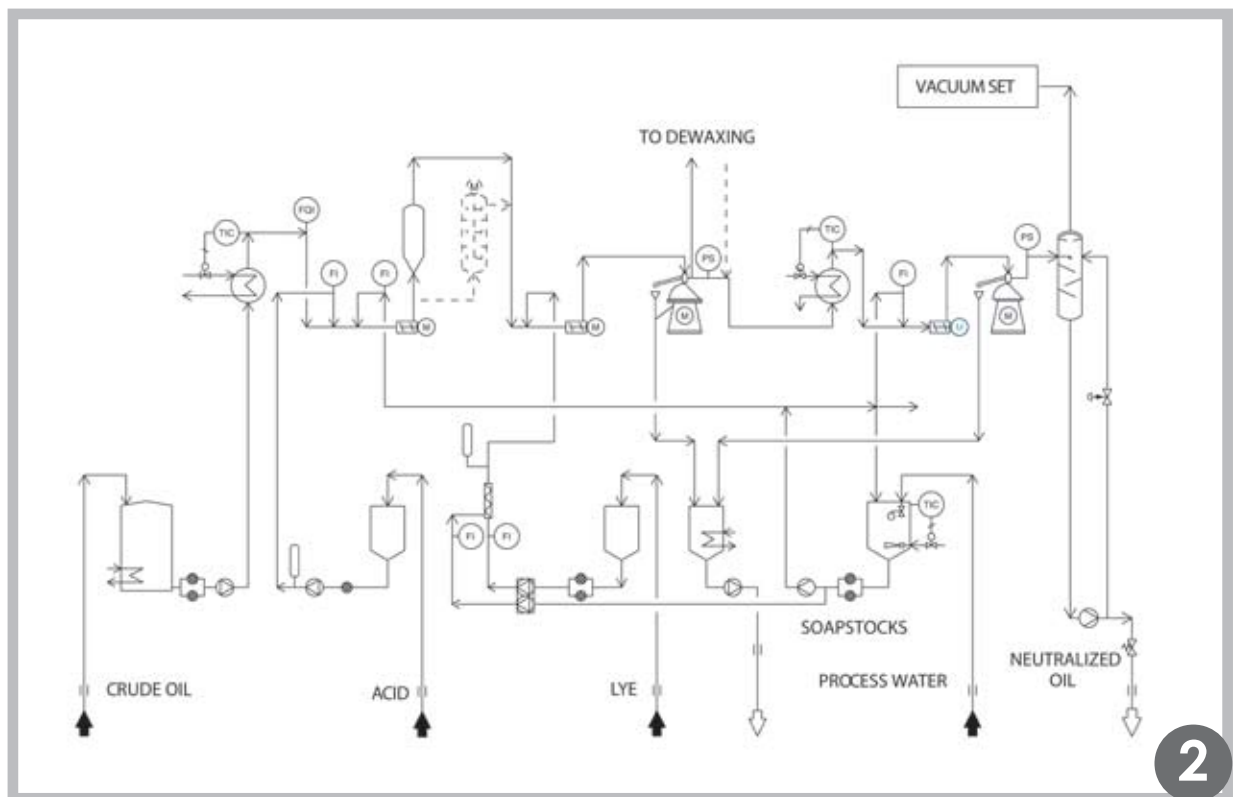 VACUUM SET
TO DEWAXING
M
FQI
TIC
TIC
PS
PS
FI
FI
FI
M
M
M
M
TIC
FI
FI
SOAPSTOCKS
NEUTRALIZED
OIL
CRUDE OIL
ACID
LYE
PROCESS WATER
2